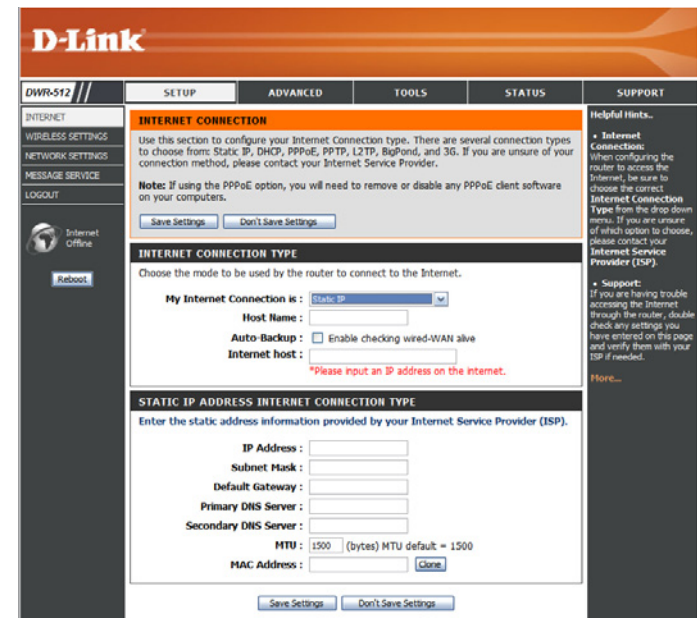 D-Link
DWR-512
SETUP
ADVANCED
TOOLS
STATUS
SUPPORT
INTERNET
WIRELESS SETTINGS
NETWORK SETTINGS
MESSAGE SERVICE
LOGOUT
Internet
Offline
Reboot
INTERNET CONNECTION
Use this section to configure your Internet Connection type. There are several connection types
to choose from: Static IP, DHCP, PPPoE, PPTP, L2TP, BigPond, and 3G. If you are unsure of your
connection method, please contact your Internet Service Provider.
Note: If using the PPPoE option, you will need to remove or disable any PPPoE client software
on your computers.
Save Settings Don't Save Settings
INTERNET CONNECTION TYPE
Choose the mode to be used by the router to connect to the Internet.
My Internet Connection is : Static IP
Host Name :
Auto-Backup : Enable checking wired-WAN alive
Internet host :
*Please input an IP address on the internet.
STATIC IP ADDRESS INTERNET CONNECTION TYPE
Enter the static address information provided by your Internet Service Provider (ISP).
IP Address :
Subnet Mask :
Default Gateway :
Primary DNS Server :
Secondary DNS Server :
MTU : 1500 (bytes) MTU default = 1500
MAC Address : Clone
Save Settings Don't Save Settings
Helpful Hints..
• Internet
Connection:
When configuring the
router to access the
Internet, be sure to
choose the correct
Internet Connection
Type from the drop down
menu. If you are unsure
of which option to choose,
please contact your
Internet Service
Provider (ISP).
• Support:
If you are having trouble
accessing the Internet
through the router, double
check any settings you
have entered on this page
and verify them with your
ISP if needed.
More...